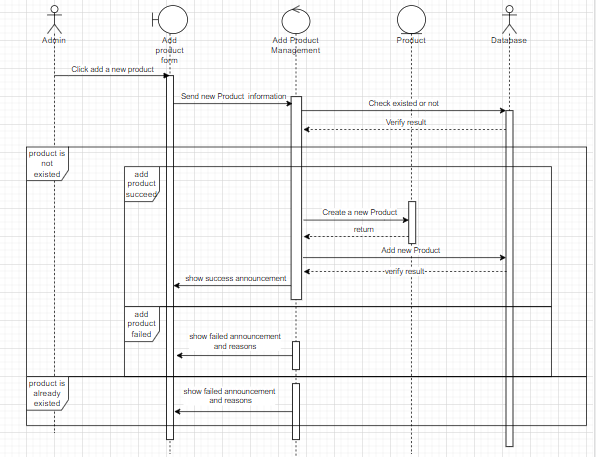 Admin
Add
product
form
Add Product
Management
Product
Database
Click add a new product
Send new Product information
Check existed or not
Verify result
product is
not
existed
add
product
succeed
Create a new Product
return
Add new Product
verify result
show success announcement
add
product
failed
show failed announcement
and reasons
product is
already
existed
show failed announcement
and reasons